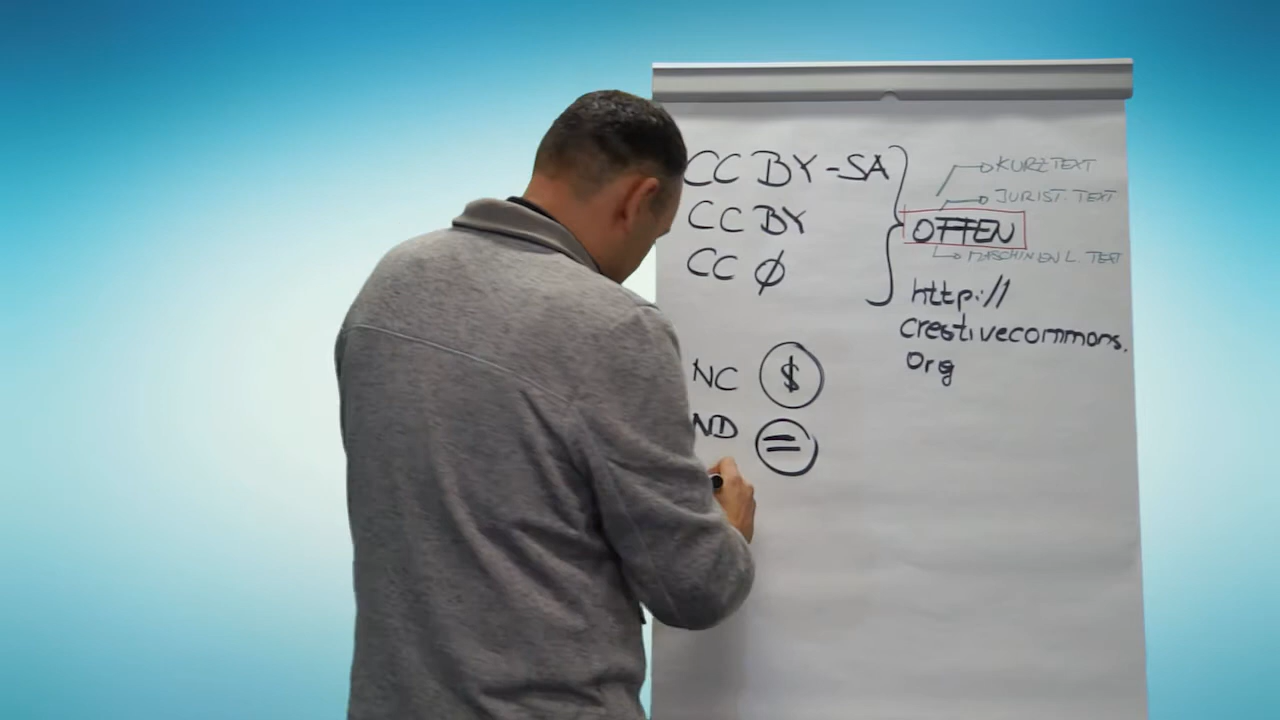 CC BY-SA
CC BY
CC Ø
NC $
ND =
KURZTEXT
JURIST. TEXT
OFFEN
MASCHINENL. TEXT
http://
creativecommons.
org